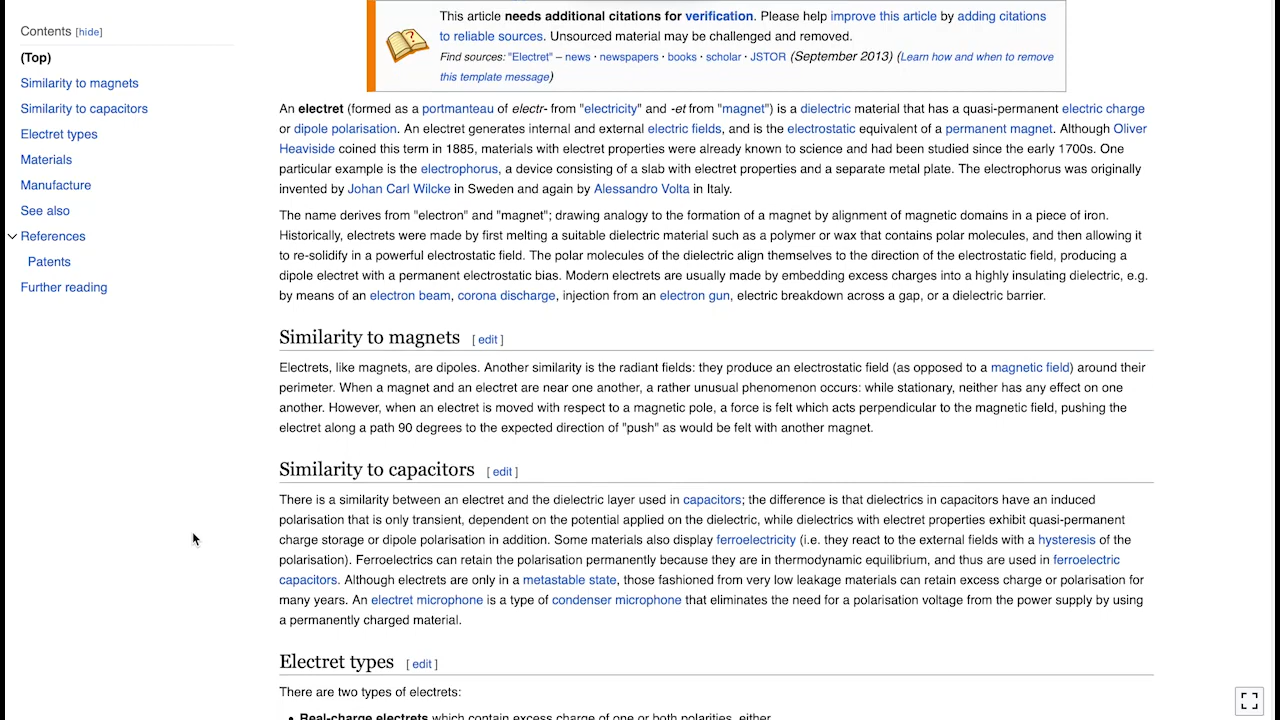 Contents [hide]
(Top)
Similarity to magnets
Similarity to capacitors
Electret types
Materials
Manufacture
See also
References
Patents
Further reading
This article needs additional citations for verification. Please help improve this article by adding citations
to reliable sources. Unsourced material may be challenged and removed.
Find sources: "Electret" – news · newspapers · books · scholar · JSTOR (September 2013) (Learn how and when to remove
this template message)
An electret (formed as a portmanteau of electr- from "electricity" and -et from "magnet") is a dielectric material that has a quasi-permanent electric charge
or dipole polarisation. An electret generates internal and external electric fields, and is the electrostatic equivalent of a permanent magnet. Although Oliver
Heaviside coined this term in 1885, materials with electret properties were already known to science and had been studied since the early 1700s. One
particular example is the electrophorus, a device consisting of a slab with electret properties and a separate metal plate. The electrophorus was originally
invented by Johan Carl Wilcke in Sweden and again by Alessandro Volta in Italy.
The name derives from "electron" and "magnet"; drawing analogy to the formation of a magnet by alignment of magnetic domains in a piece of iron.
Historically, electrets were made by first melting a suitable dielectric material such as a polymer or wax that contains polar molecules, and then allowing it
to re-solidify in a powerful electrostatic field. The polar molecules of the dielectric align themselves to the direction of the electrostatic field, producing a
dipole electret with a permanent electrostatic bias. Modern electrets are usually made by embedding excess charges into a highly insulating dielectric, e.g.
by means of an electron beam, corona discharge, injection from an electron gun, electric breakdown across a gap, or a dielectric barrier.
Similarity to magnets [ edit ]
Electrets, like magnets, are dipoles. Another similarity is the radiant fields: they produce an electrostatic field (as opposed to a magnetic field) around their
perimeter. When a magnet and an electret are near one another, a rather unusual phenomenon occurs: while stationary, neither has any effect on one
another. However, when an electret is moved with respect to a magnetic pole, a force is felt which acts perpendicular to the magnetic field, pushing the
electret along a path 90 degrees to the expected direction of "push" as would be felt with another magnet.
Similarity to capacitors [ edit ]
There is a similarity between an electret and the dielectric layer used in capacitors; the difference is that dielectrics in capacitors have an induced
polarisation that is only transient, dependent on the potential applied on the dielectric, while dielectrics with electret properties exhibit quasi-permanent
charge storage or dipole polarisation in addition. Some materials also display ferroelectricity (i.e. they react to the external fields with a hysteresis of the
polarisation). Ferroelectrics can retain the polarisation permanently because they are in thermodynamic equilibrium, and thus are used in ferroelectric
capacitors. Although electrets are only in a metastable state, those fashioned from very low leakage materials can retain excess charge or polarisation for
many years. An electret microphone is a type of condenser microphone that eliminates the need for a polarisation voltage from the power supply by using
a permanently charged material.
Electret types [ edit ]
There are two types of electrets:
• Real-charge electrets which contain excess charge of one or both polarities, either